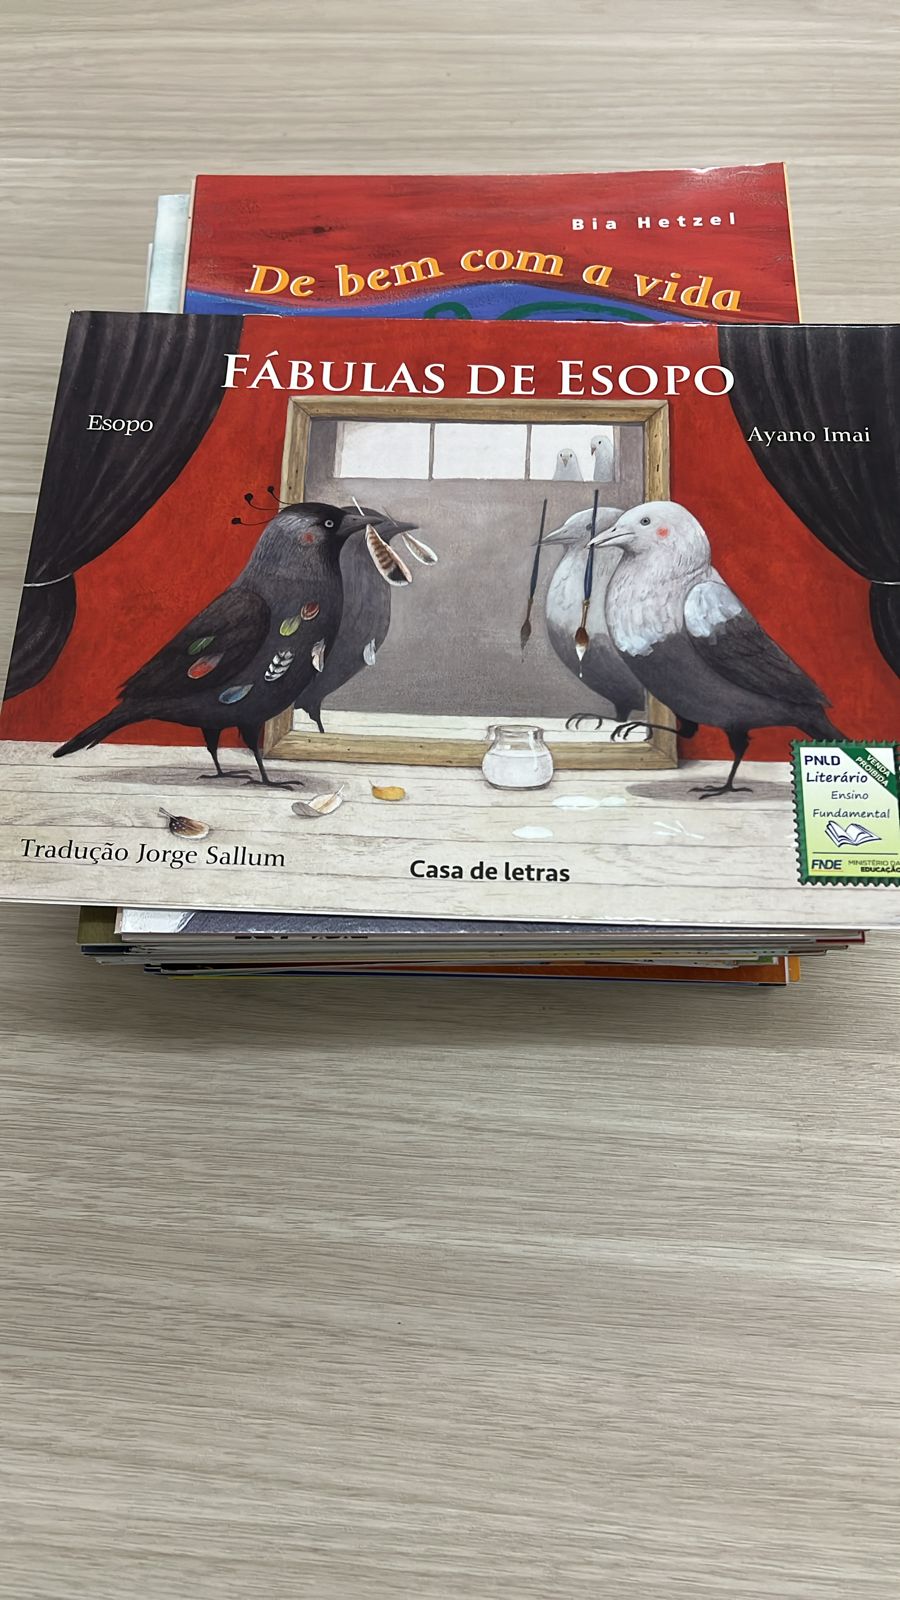 Bia Hetzel
De bem com a vida
FÁBULAS DE ESOPO
Esopo
Ayano Imai
PNLD
Literário
VENDA
PROIBIDA
Ensino
Fundamental
FNDE
MINISTÉRIO DA
EDUCAÇÃO
Tradução Jorge Sallum
Casa de letras